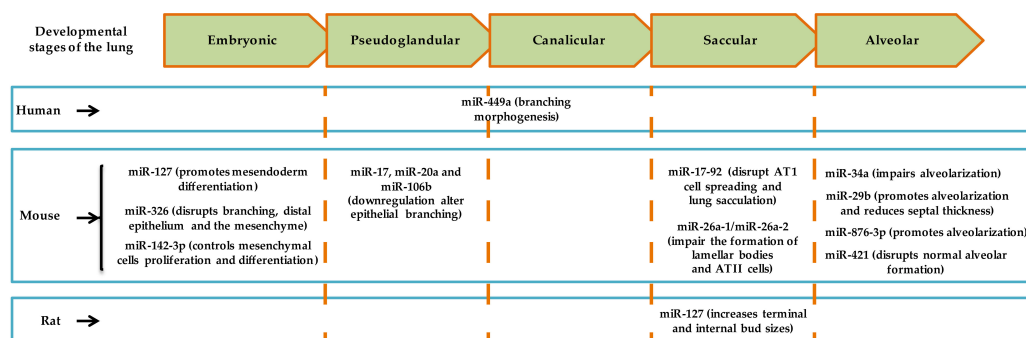 Developmental
stages of the lung
Embryonic
Pseudoglandular
Canalicular
Saccular
Alveolar
Human
miR-449a (branching
morphogenesis)
Mouse
miR-127 (promotes mesendoderm
differentiation)
miR-326 (disrupts branching, distal
epithelium and the mesenchyme)
miR-142-3p (controls mesenchymal
cells proliferation and differentiation)
miR-17, miR-20a and
miR-106b
(downregulation alter
epithelial branching)
miR-17-92 (disrupt AT1
cell spreading and
lung sacculation)
miR-26a-1/miR-26a-2
(impair the formation of
lamellar bodies
and ATII cells)
miR-34a (impairs alveolarization)
miR-29b (promotes alveolarization
and reduces septal thickness)
miR-876-3p (promotes alveolarization)
miR-421 (disrupts normal alveolar
formation)
Rat
miR-127 (increases terminal
and internal bud sizes)